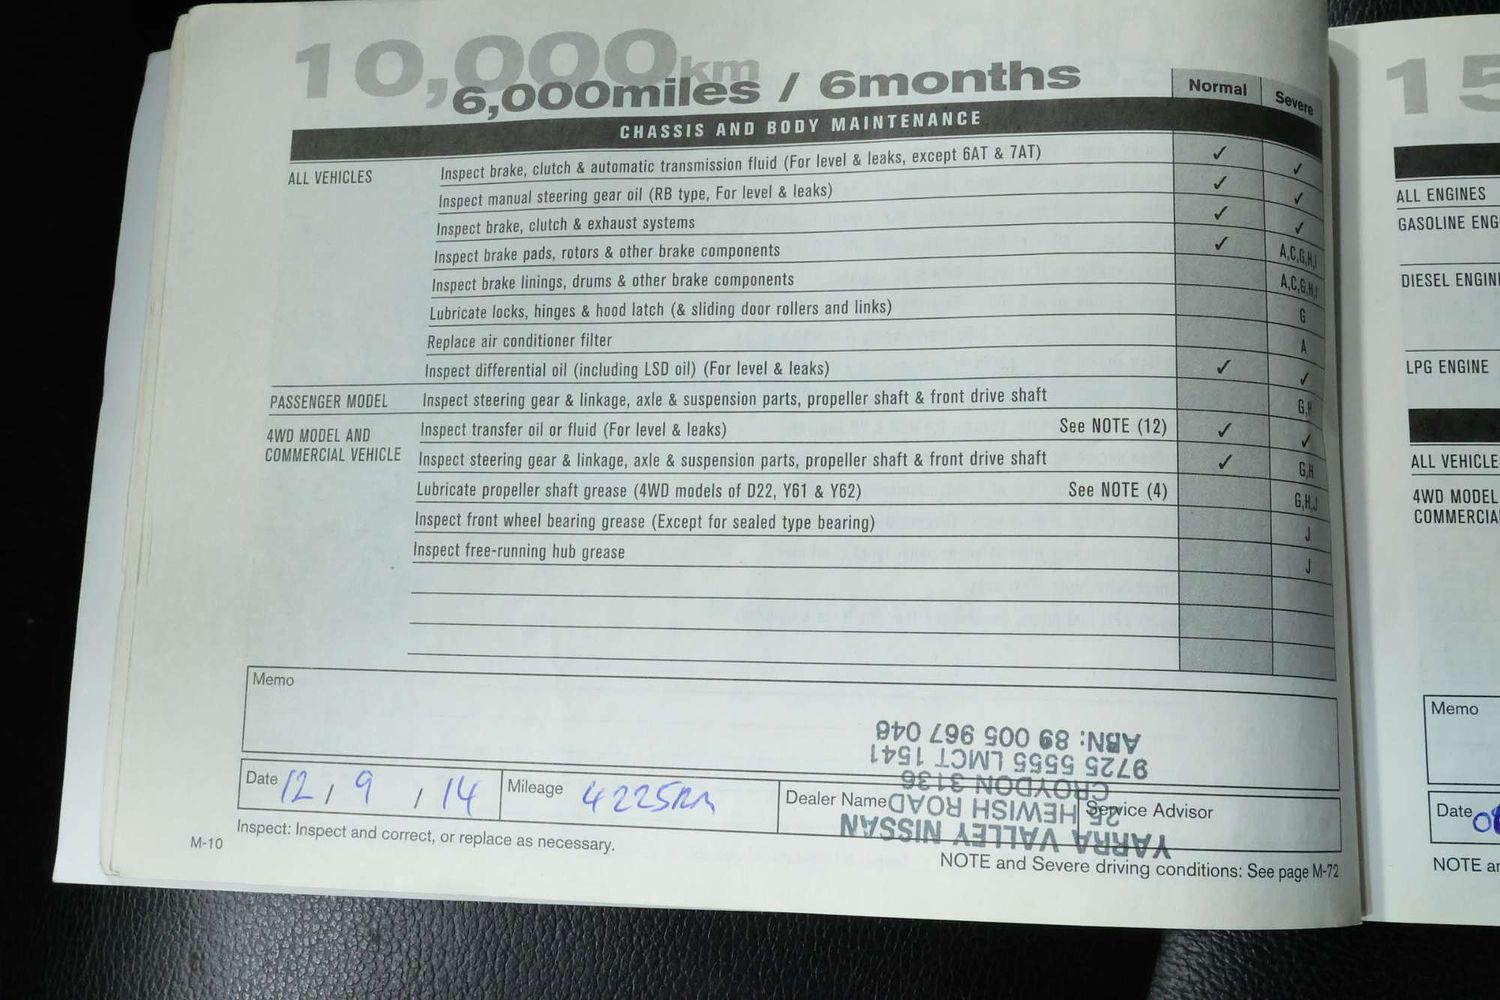 10,000km
6,000miles / 6months
Normal Severe
CHASSIS AND BODY MAINTENANCE
ALL VEHICLES Inspect brake, clutch & automatic transmission fluid (For level & leaks, except 6AT & 7AT) ✓ ✓
Inspect manual steering gear oil (RB type, For level & leaks) ✓ ✓
Inspect brake, clutch & exhaust systems ✓ ✓
Inspect brake pads, rotors & other brake components ✓ A,C,G,H,J
Inspect brake linings, drums & other brake components A,C,G,H,J
Lubricate locks, hinges & hood latch (& sliding door rollers and links) G
Replace air conditioner filter A
Inspect differential oil (including LSD oil) (For level & leaks) ✓ ✓
PASSENGER MODEL Inspect steering gear & linkage, axle & suspension parts, propeller shaft & front drive shaft G,H
4WD MODEL AND
COMMERCIAL VEHICLE
Inspect transfer oil or fluid (For level & leaks) See NOTE (12) ✓ ✓
Inspect steering gear & linkage, axle & suspension parts, propeller shaft & front drive shaft ✓ G,H
Lubricate propeller shaft grease (4WD models of D22, Y61 & Y62) See NOTE (4) G,H,J
Inspect front wheel bearing grease (Except for sealed type bearing) J
Inspect free-running hub grease J
Memo
YARRA VALLEY NISSAN
25 HEWISH ROAD
CROYDON 3136
9725 5555 LMCT 1541
ABN: 89 005 967 046
Date 12 , 9 , 14 Mileage 4225km Dealer Name Service Advisor
Inspect: Inspect and correct, or replace as necessary.
M-10
NOTE and Severe driving conditions: See page M-72
15
ALL ENGINES
GASOLINE ENG
DIESEL ENGIN
LPG ENGINE
ALL VEHICLE
4WD MODEL
COMMERCIA
Memo
Date
NOTE an